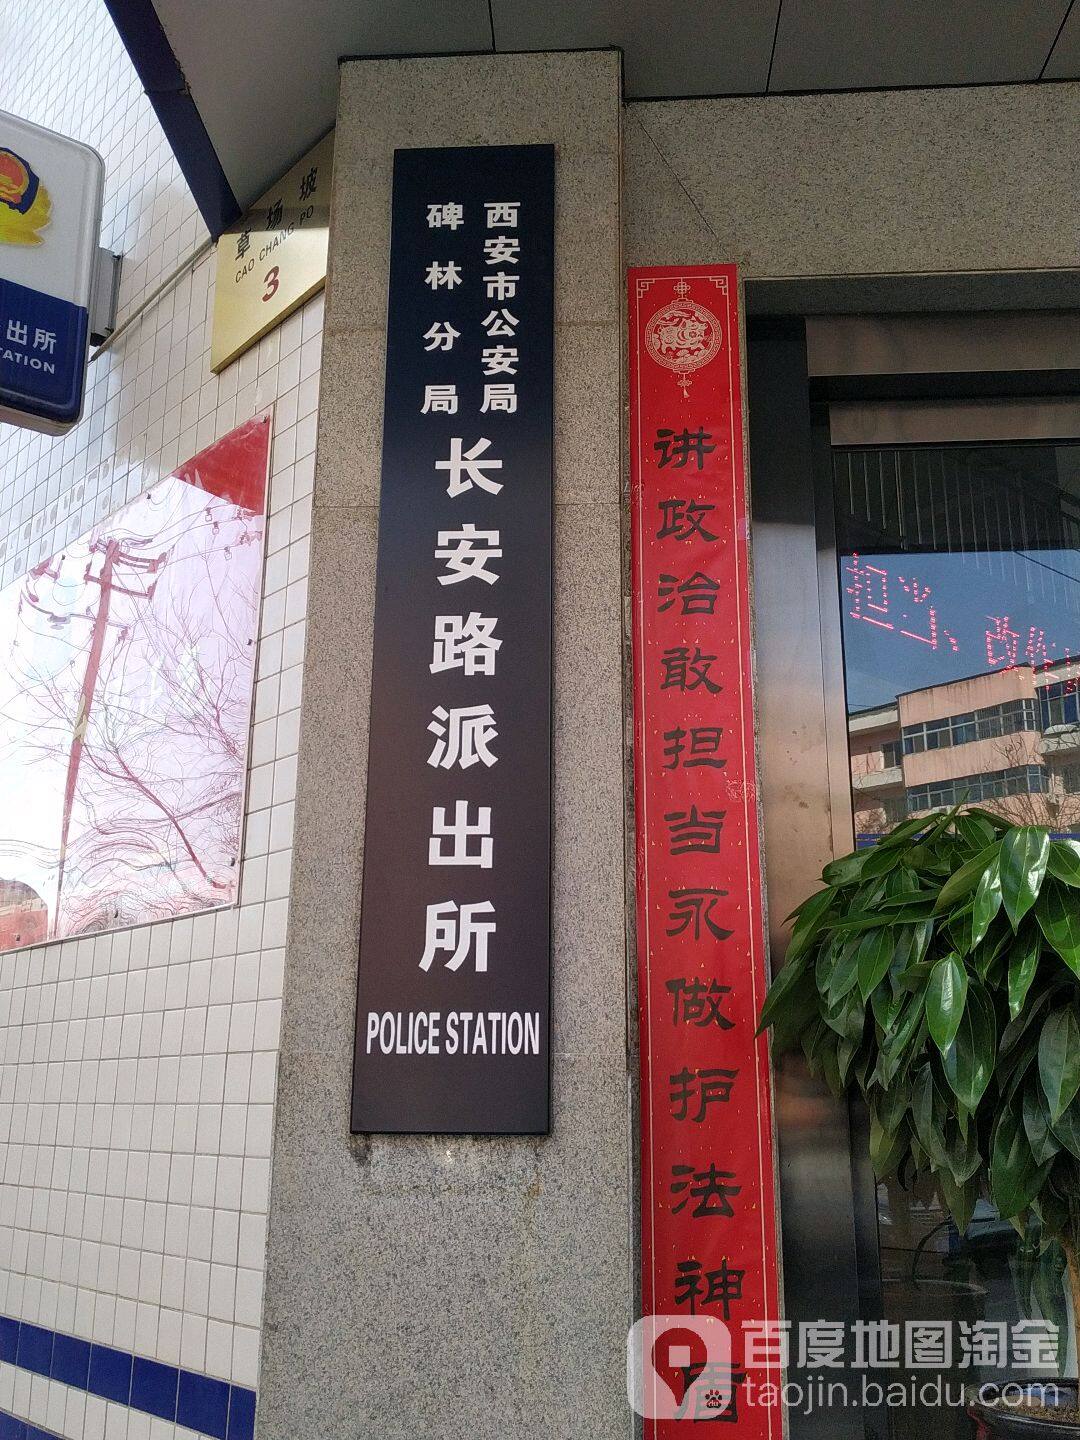 草场坡
CAO CHANG PO
3
出所
TATION
西安市公安局
碑林分局
长安路派出所
POLICE STATION
讲政治敢担当永做护法神盾
百度地图淘金
taojin.baidu.com